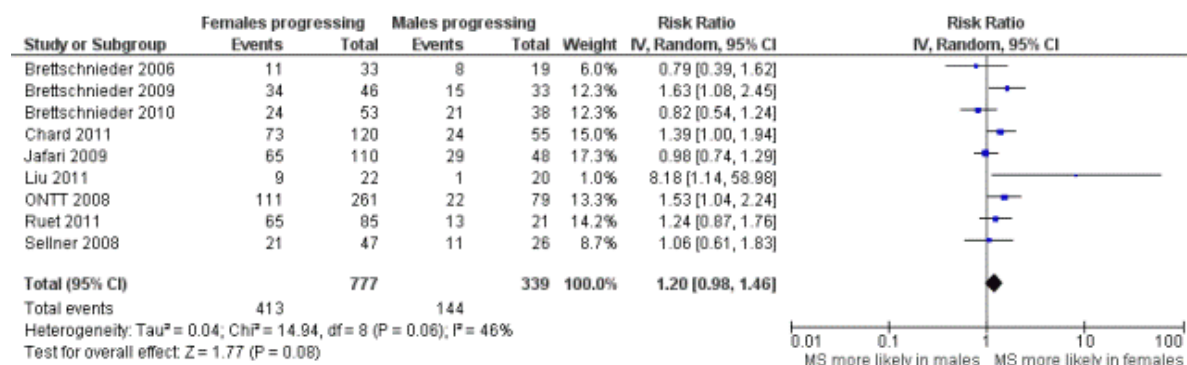 Females progressing Males progressing Risk Ratio Risk Ratio
Study or Subgroup Events Total Events Total Weight IV, Random, 95% CI IV, Random, 95% CI
Brettschnieder 2006 11 33 8 19 6.0% 0.79 [0.39, 1.62]
Brettschnieder 2009 34 46 15 33 12.3% 1.63 [1.08, 2.45]
Brettschnieder 2010 24 53 21 38 12.3% 0.82 [0.54, 1.24]
Chard 2011 73 120 24 55 15.0% 1.39 [1.00, 1.94]
Jafari 2009 65 110 29 48 17.3% 0.98 [0.74, 1.29]
Liu 2011 9 22 1 20 1.0% 8.18 [1.14, 58.98]
ONTT 2008 111 261 22 79 13.3% 1.53 [1.04, 2.24]
Ruet 2011 65 85 13 21 14.2% 1.24 [0.87, 1.76]
Sellner 2008 21 47 11 26 8.7% 1.06 [0.61, 1.83]
Total (95% CI) 777 339 100.0% 1.20 [0.98, 1.46]
Total events 413 144
Heterogeneity: Tau² = 0.04; Chi² = 14.94, df = 8 (P = 0.06); I² = 46%
Test for overall effect: Z = 1.77 (P = 0.08)
0.01 0.1 1 10 100
MS more likely in males MS more likely in females